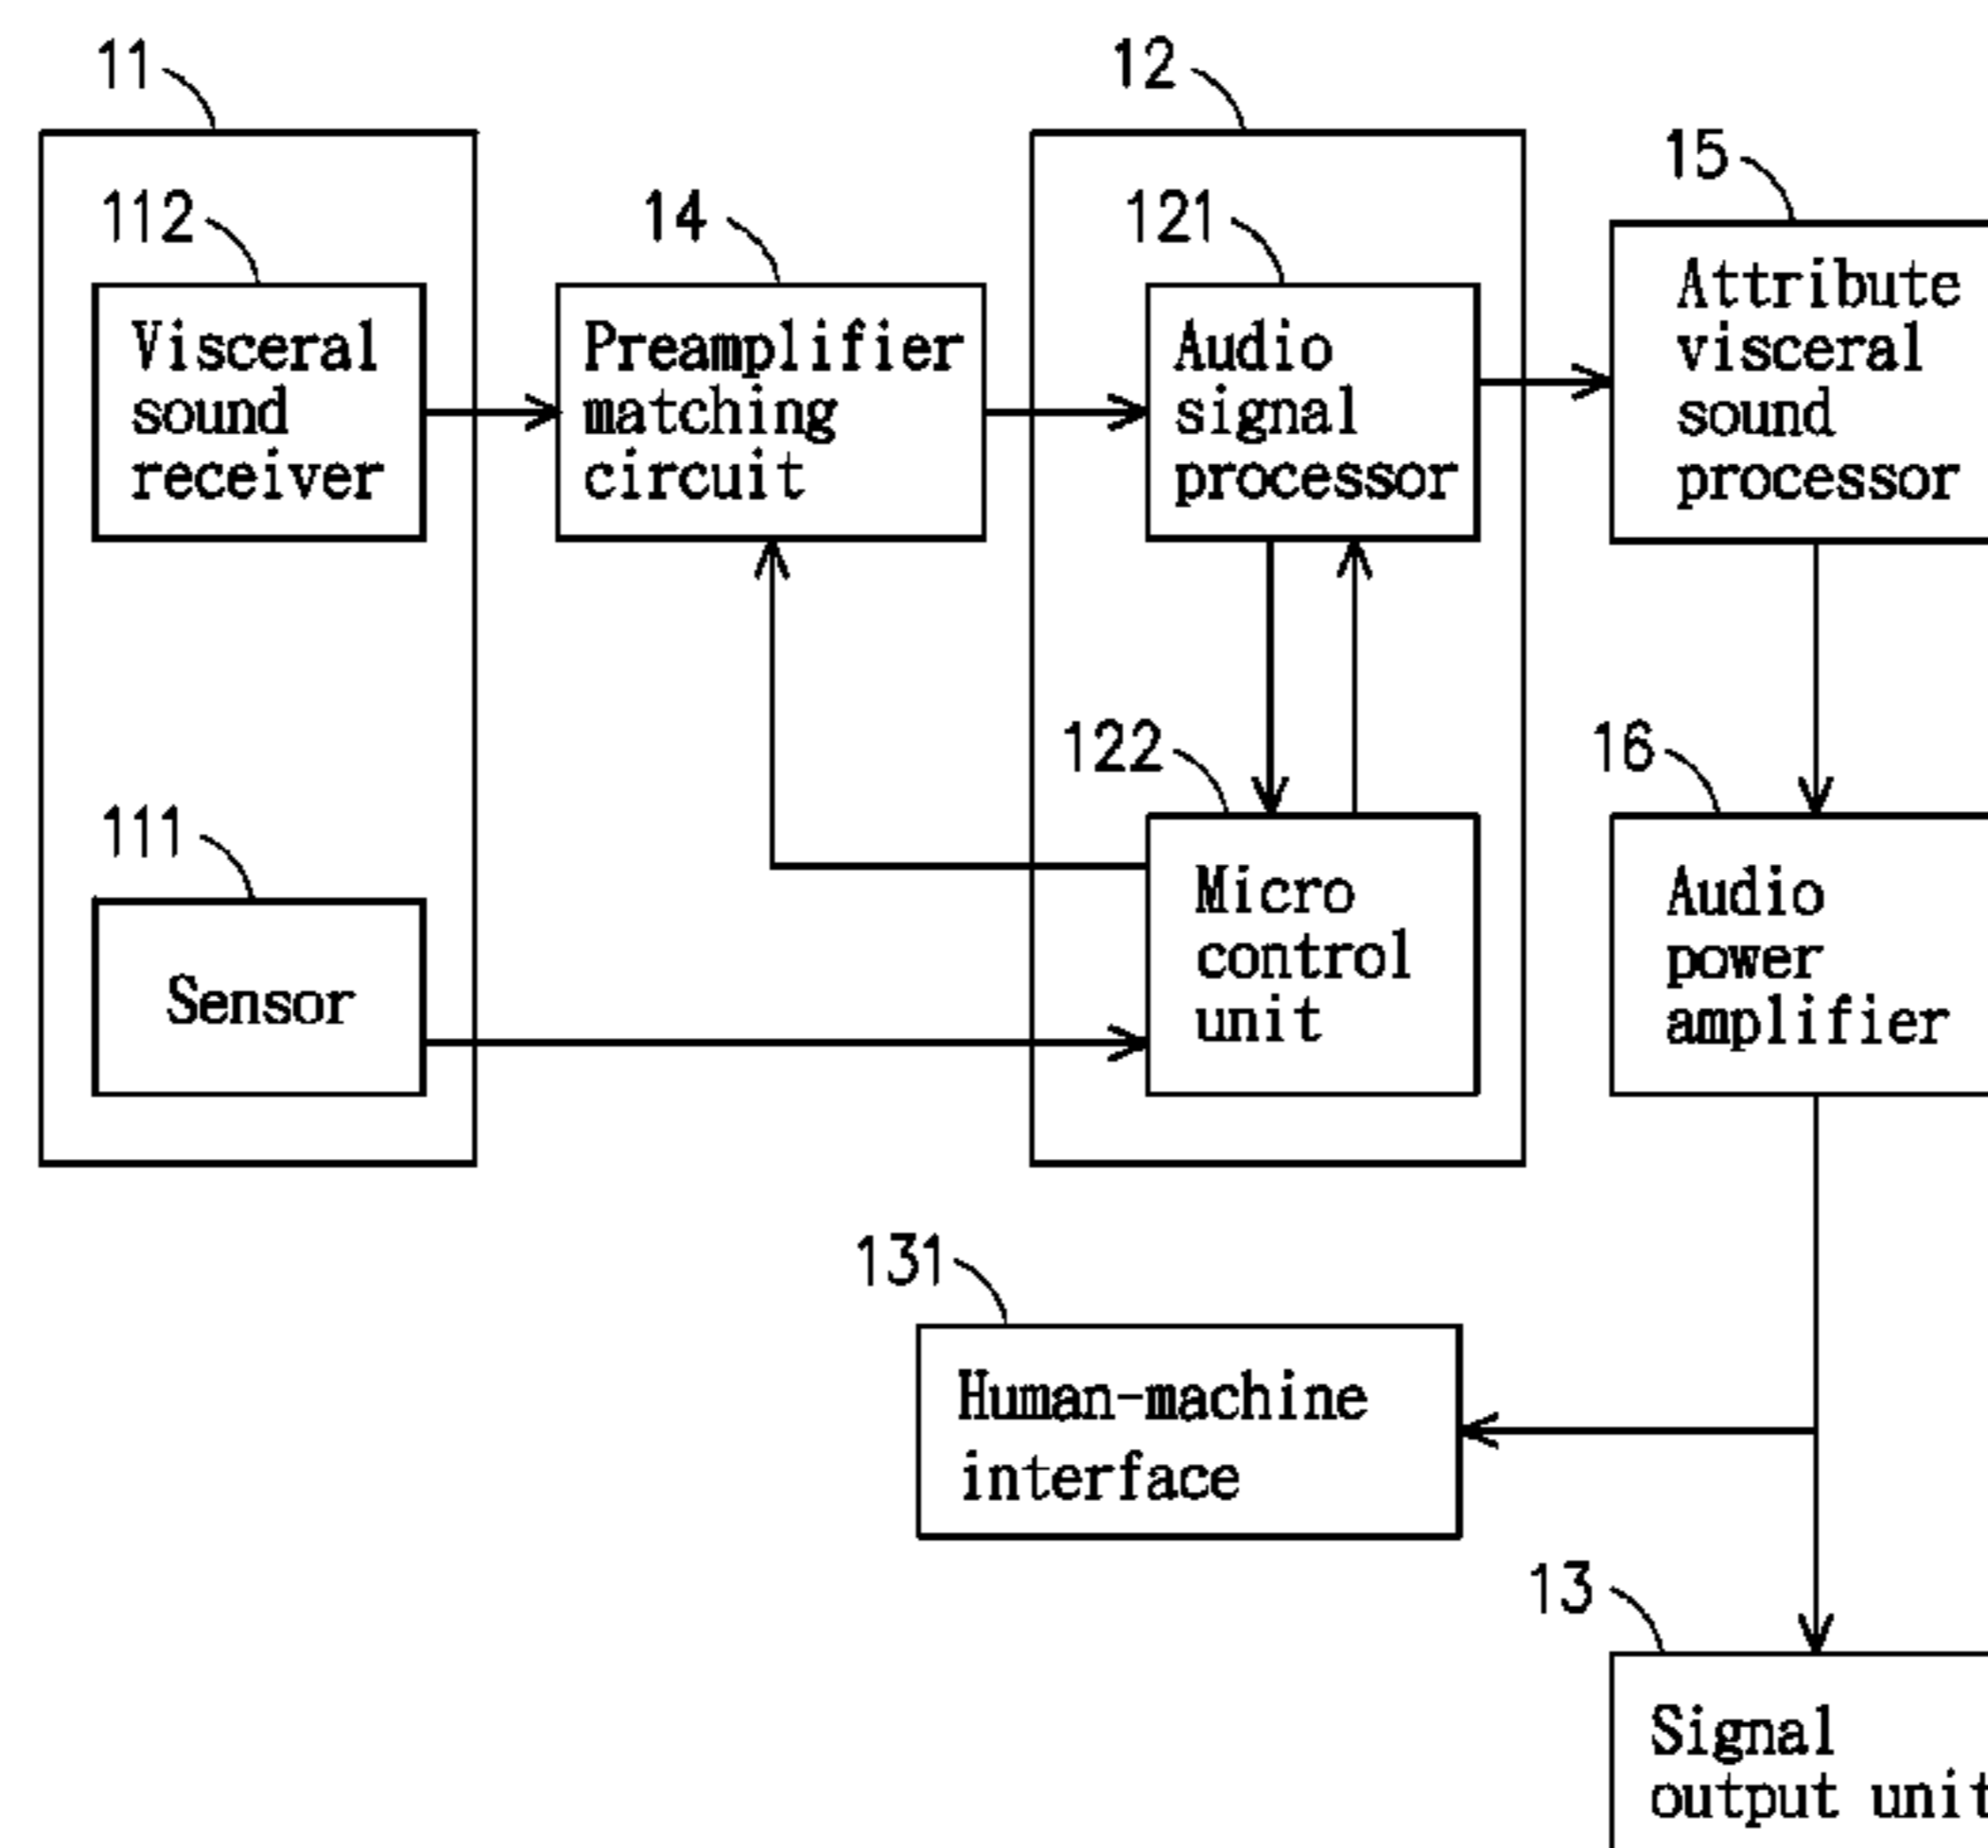 11
12
15
112
14
121
Visceral
sound
receiver
Preamplifier
matching
circuit
Audio
signal
processor
Attribute
visceral
sound
processor
122
16
111
Sensor
Micro
control
unit
Audio
power
amplifier
131
Human-machine
interface
13
Signal
output unit